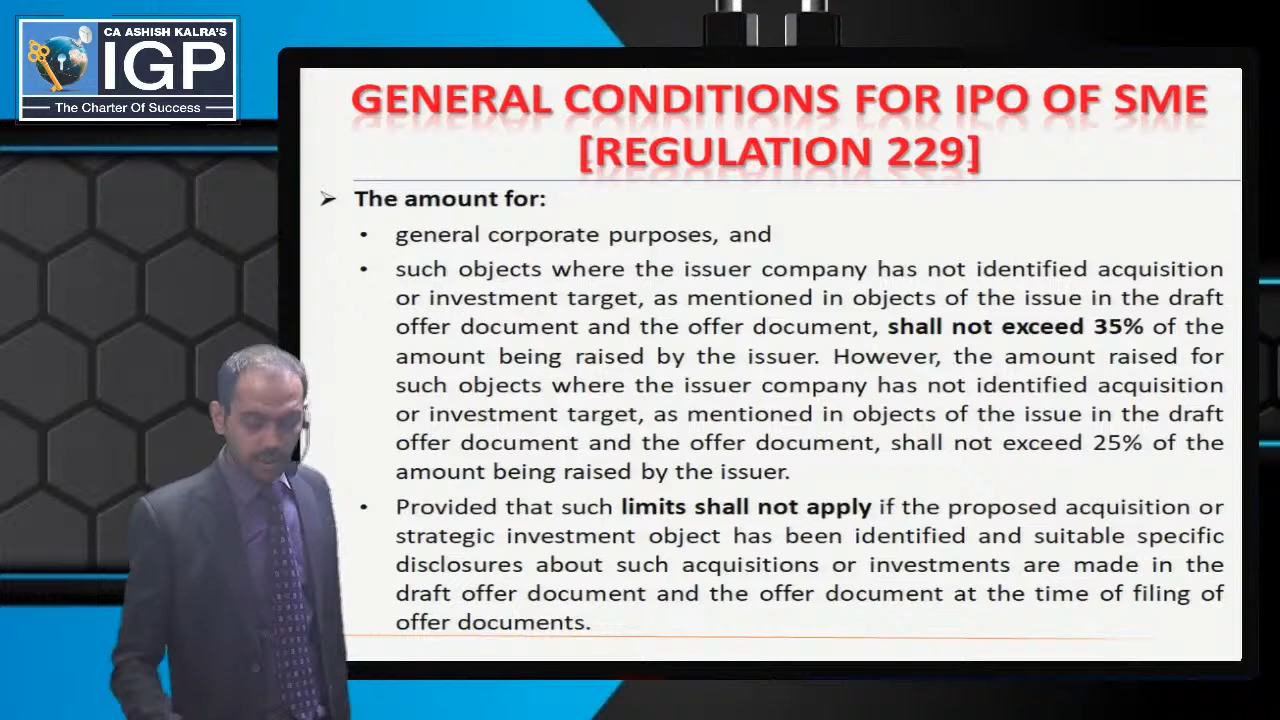 CA ASHISH KALRA'S
IGP
The Charter Of Success
GENERAL CONDITIONS FOR IPO OF SME
[REGULATION 229]
➢ The amount for:
• general corporate purposes, and
• such objects where the issuer company has not identified acquisition
or investment target, as mentioned in objects of the issue in the draft
offer document and the offer document, shall not exceed 35% of the
amount being raised by the issuer. However, the amount raised for
such objects where the issuer company has not identified acquisition
or investment target, as mentioned in objects of the issue in the draft
offer document and the offer document, shall not exceed 25% of the
amount being raised by the issuer.
• Provided that such limits shall not apply if the proposed acquisition or
strategic investment object has been identified and suitable specific
disclosures about such acquisitions or investments are made in the
draft offer document and the offer document at the time of filing of
offer documents.